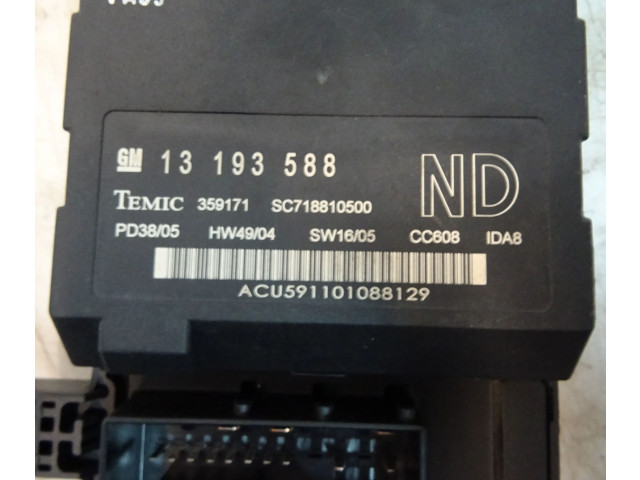 GM 13 193 588
ND
TEMIC 359171 SC718810500
PD38/05 HW49/04 SW16/05 CC608 IDA8
ACU591101088129